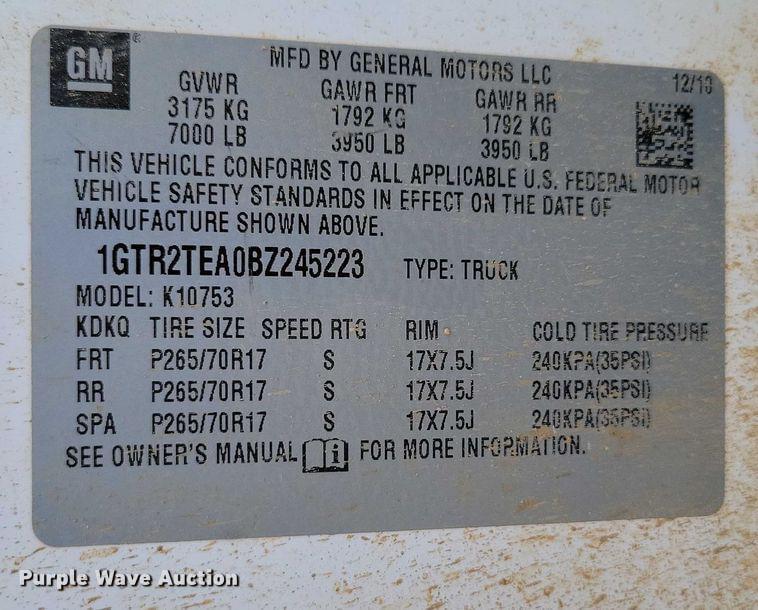 GM
MFD BY GENERAL MOTORS LLC
12/10
GVWR GAWR FRT GAWR RR
3175 KG 1792 KG 1792 KG
7000 LB 3950 LB 3950 LB
THIS VEHICLE CONFORMS TO ALL APPLICABLE U.S. FEDERAL MOTOR
VEHICLE SAFETY STANDARDS IN EFFECT ON THE DATE OF
MANUFACTURE SHOWN ABOVE.
1GTR2TEA0BZ245223 TYPE: TRUCK
MODEL: K10753
KDKQ TIRE SIZE SPEED RTG RIM COLD TIRE PRESSURE
FRT P265/70R17 S 17X7.5J 240KPA(35PSI)
RR P265/70R17 S 17X7.5J 240KPA(35PSI)
SPA P265/70R17 S 17X7.5J 240KPA(35PSI)
SEE OWNER'S MANUAL i FOR MORE INFORMATION.
Purple Wave Auction